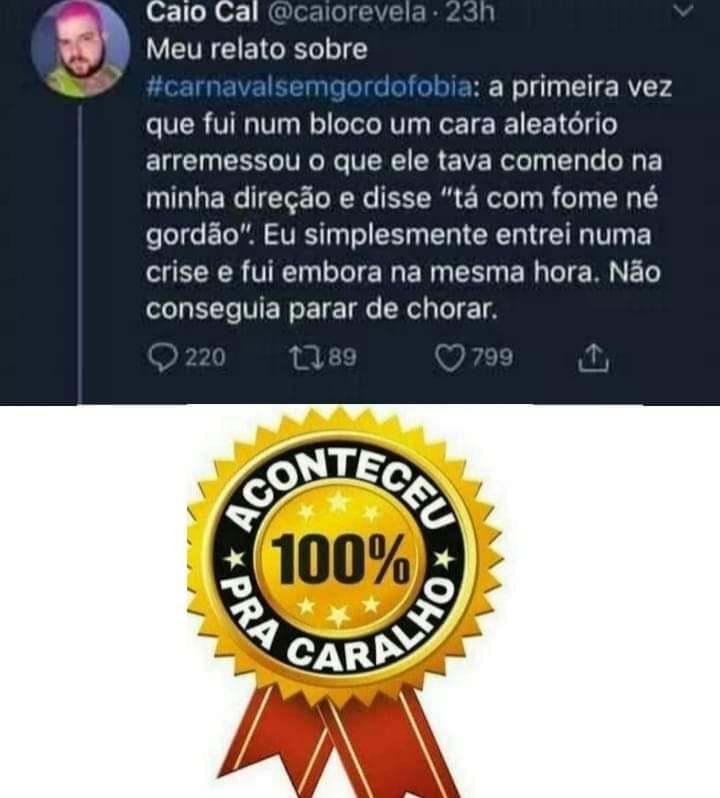 Caio Cal @caiorevela · 23h
Meu relato sobre
#carnavalsemgordofobia: a primeira vez
que fui num bloco um cara aleatório
arremessou o que ele tava comendo na
minha direção e disse "tá com fome né
gordão". Eu simplesmente entrei numa
crise e fui embora na mesma hora. Não
conseguia parar de chorar.
220 89 799
ACONTECEU
100%
PRA CARALHO